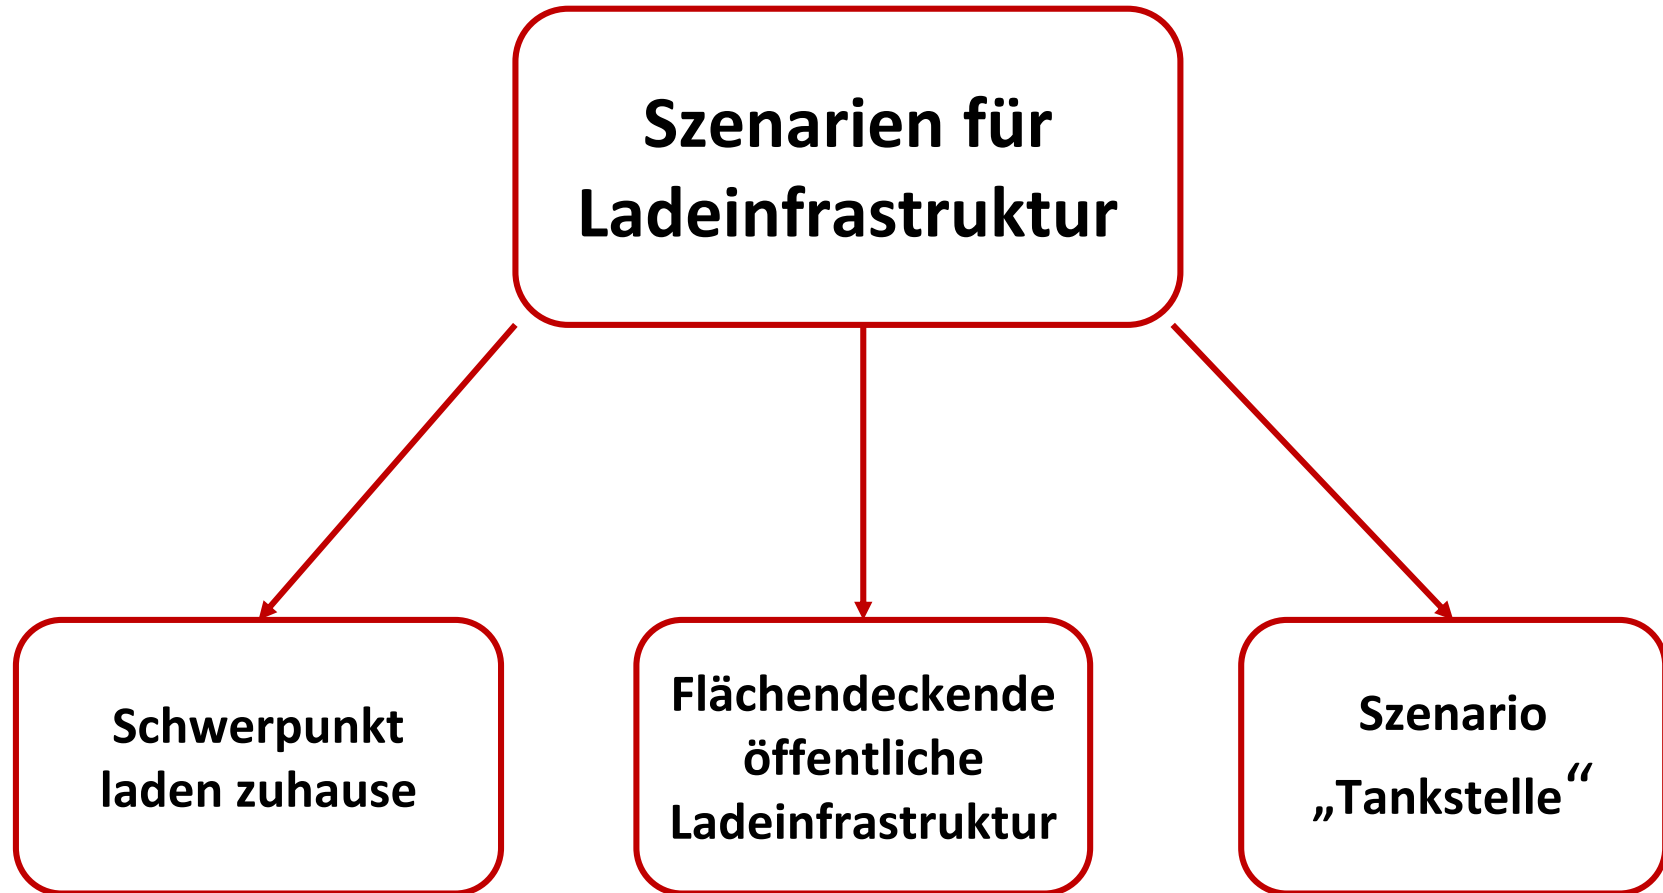 Szenarien für
Ladeinfrastruktur
Schwerpunkt
laden zuhause
Flächendeckende
öffentliche
Ladeinfrastruktur
Szenario
„Tankstelle“